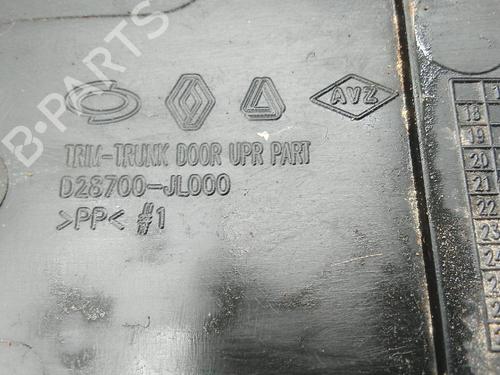 B-PARTS
AVZ
TRIM-TRUNK DOOR UPR PART
D28700-JL000
>PP< #1
18
19
20
21
22
23
24